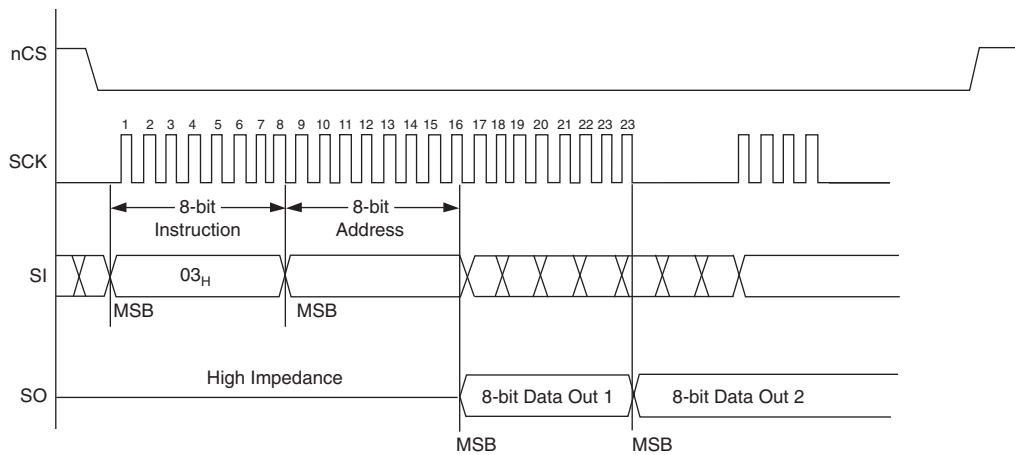 nCS
1 2 3 4 5 6 7 8 9 10 11 12 13 14 15 16 17 18 19 20 21 22 23 23
SCK
8-bit Instruction
8-bit Address
SI
03H
MSB
MSB
High Impedance
SO
8-bit Data Out 1
8-bit Data Out 2
MSB
MSB